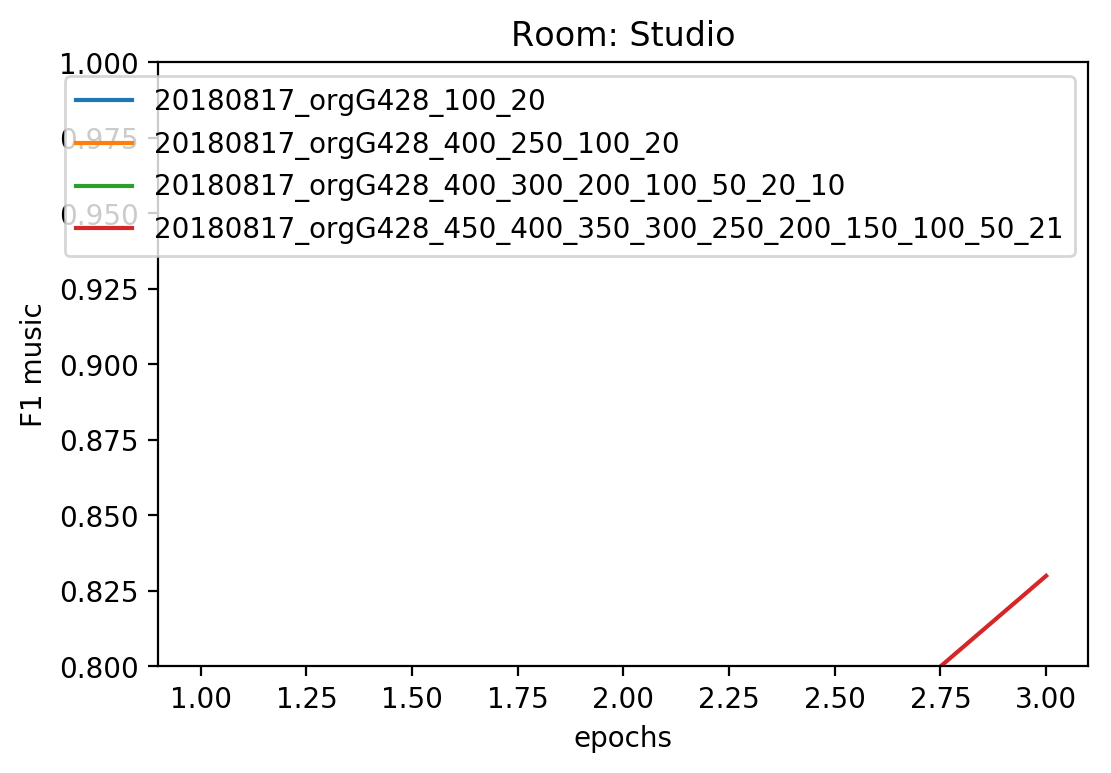 Room: Studio
1.000
0.975
0.950
0.925
0.900
0.875
0.850
0.825
0.800
F1 music
20180817_orgG428_100_20
20180817_orgG428_400_250_100_20
20180817_orgG428_400_300_200_100_50_20_10
20180817_orgG428_450_400_350_300_250_200_150_100_50_21
1.00 1.25 1.50 1.75 2.00 2.25 2.50 2.75 3.00
epochs